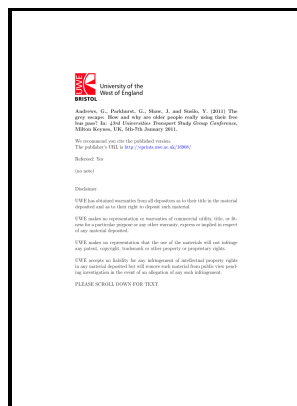 UWE
BRISTOL
University of the
West of England
Andrews, G., Parkhurst, G., Shaw, J. and Susilo, Y. (2011) The
grey escape: How and why are older people really using their free
bus pass? In: 43rd Universities Transport Study Group Conference,
Milton Keynes, UK, 5th-7th January 2011.
We recommend you cite the published version.
The publisher's URL is http://eprints.uwe.ac.uk/16908/
Refereed: Yes
(no note)
Disclaimer
UWE has obtained warranties from all depositors as to their title in the material
deposited and as to their right to deposit such material.
UWE makes no representation or warranties of commercial utility, title, or fit-
ness for a particular purpose or any other warranty, express or implied in respect
of any material deposited.
UWE makes no representation that the use of the materials will not infringe
any patent, copyright, trademark or other property or proprietary rights.
UWE accepts no liability for any infringement of intellectual property rights
in any material deposited but will remove such material from public view pend-
ing investigation in the event of an allegation of any such infringement.
PLEASE SCROLL DOWN FOR TEXT.